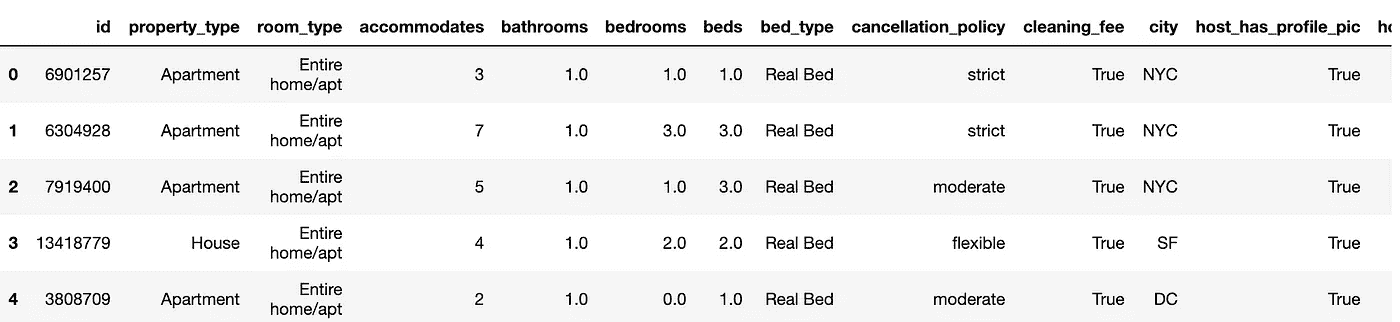 id property_type room_type accommodates bathrooms bedrooms beds bed_type cancellation_policy cleaning_fee city host_has_profile_pic
0 6901257 Apartment Entire home/apt 3 1.0 1.0 1.0 Real Bed strict True NYC True
1 6304928 Apartment Entire home/apt 7 1.0 3.0 3.0 Real Bed strict True NYC True
2 7919400 Apartment Entire home/apt 5 1.0 1.0 3.0 Real Bed moderate True NYC True
3 13418779 House Entire home/apt 4 1.0 2.0 2.0 Real Bed flexible True SF True
4 3808709 Apartment Entire home/apt 2 1.0 0.0 1.0 Real Bed moderate True DC True